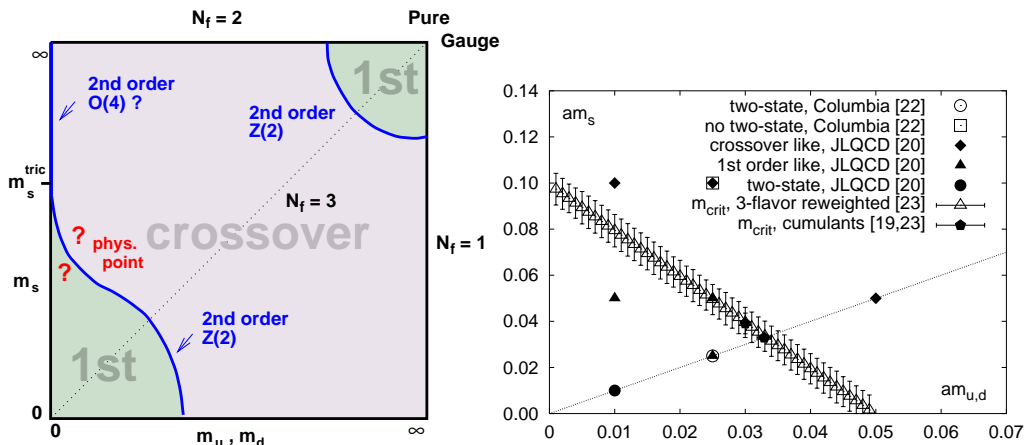 N_f = 2
Pure
Gauge
∞
2nd order
O(4) ?
1st
2nd order
Z(2)
m_s^tric
N_f = 3
crossover
? phys.
? point
N_f = 1
m_s
2nd order
Z(2)
1st
0
0
m_u , m_d
∞
0.14
0.12
0.10
0.08
0.06
0.04
0.02
0.00
am_s
two-state, Columbia [22]
no two-state, Columbia [22]
crossover like, JLQCD [20]
1st order like, JLQCD [20]
two-state, JLQCD [20]
m_crit, 3-flavor reweighted [23]
m_crit, cumulants [19,23]
am_u,d
0 0.01 0.02 0.03 0.04 0.05 0.06 0.07